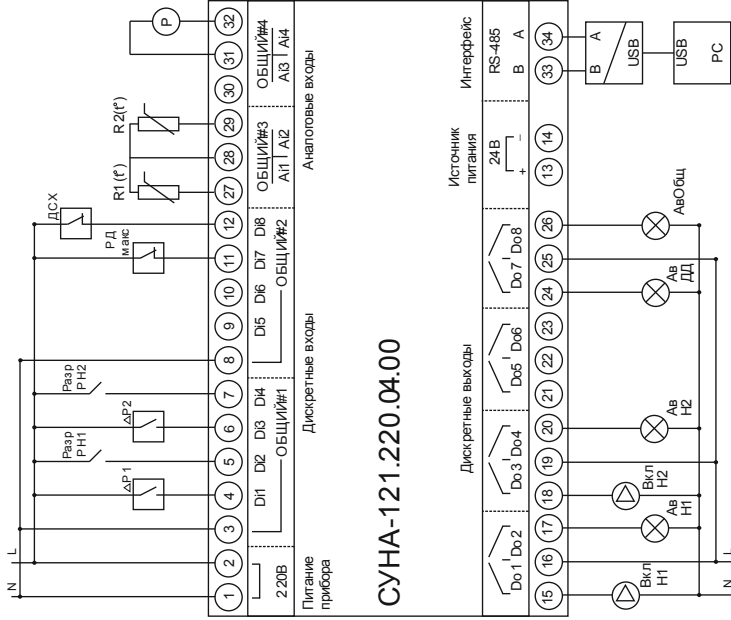 N L
ΔP1
Разр РН1
ΔP2
Разр РН2
РД макс
ДСХ
R1(t°)
R2(t°)
P
1 2 3 4 5 6 7 8 9 10 11 12 27 28 29 30 31 32
220В
Di1 Di2 Di3 Di4
ОБЩИЙ#1
Di5 Di6 Di7 Di8
ОБЩИЙ#2
ОБЩИЙ#3
Ai1 Ai2
ОБЩИЙ#4
Ai3 Ai4
Питание прибора
Дискретные входы
Аналоговые входы
СУНА-121.220.04.00
Дискретные выходы
Источник питания
Интерфейс
Do1 Do2
Do3 Do4
Do5 Do6
Do7 Do8
24В
+ –
RS-485
B A
15 16 17 18 19 20 21 22 23 24 25 26 13 14 33 34
Вкл Н1
Ав Н1
Вкл Н2
Ав Н2
Ав ДД
АвОбщ
B A
USB
USB
PC
N L